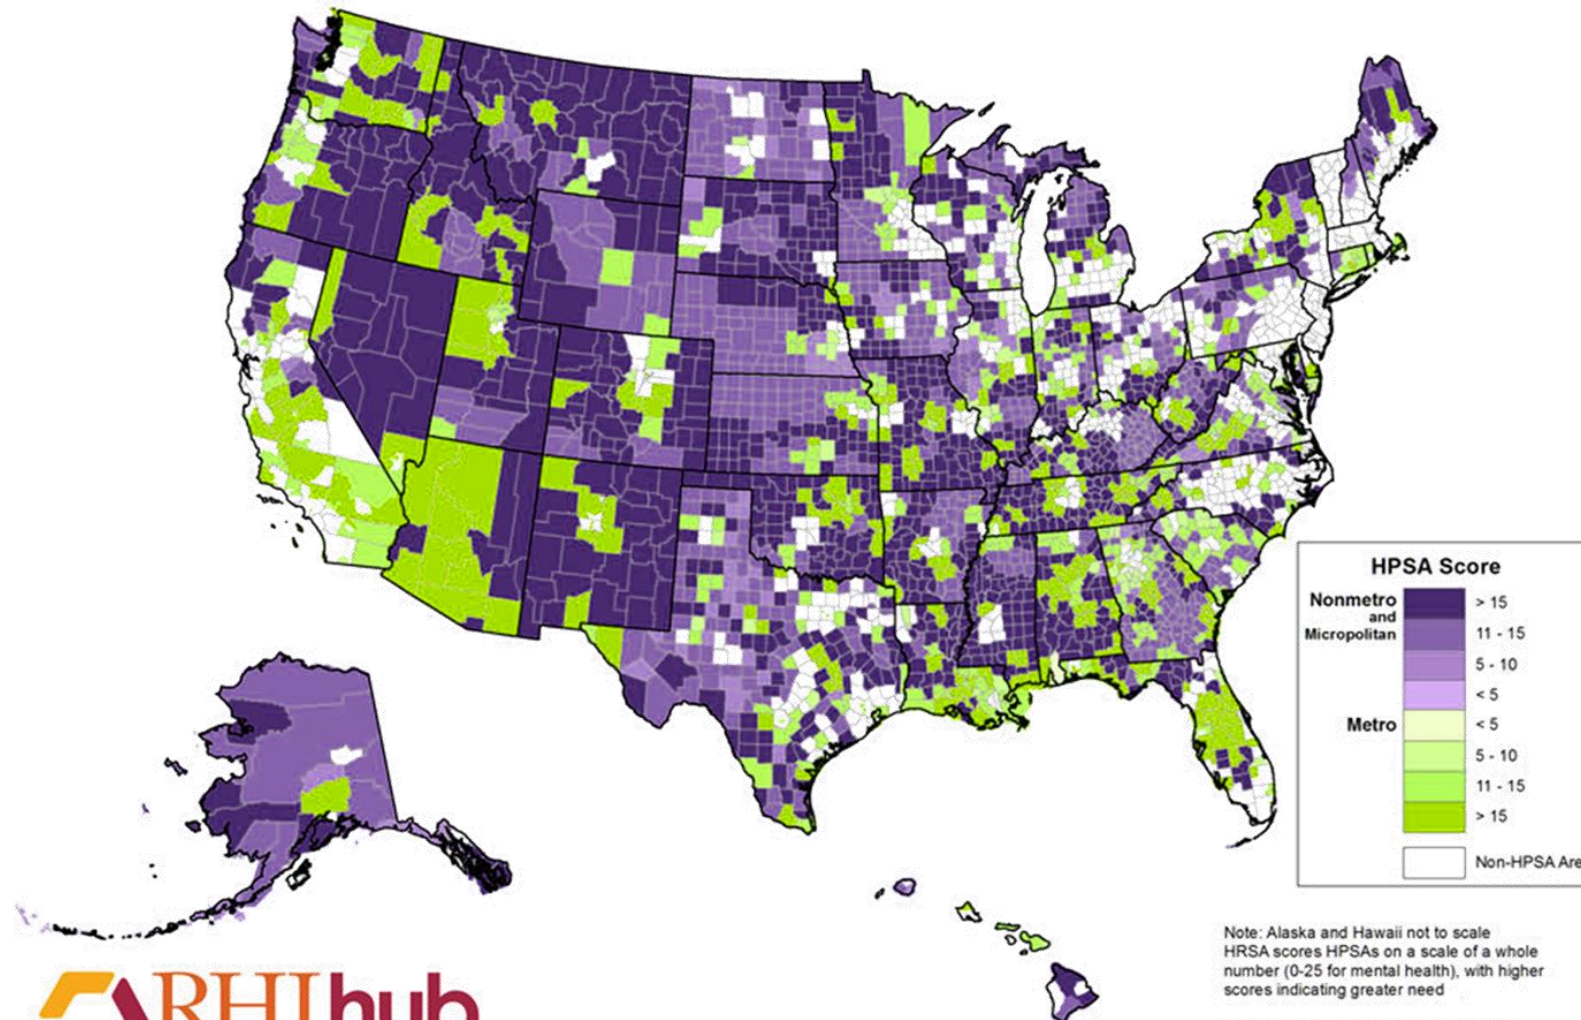 HPSA Score
Nonmetro
and
Micropolitan
> 15
11 - 15
5 - 10
< 5
Metro
< 5
5 - 10
11 - 15
> 15
Non-HPSA Are
Note: Alaska and Hawaii not to scale
HRSA scores HPSAs on a scale of a whole
number (0-25 for mental health), with higher
scores indicating greater need
RHIhub